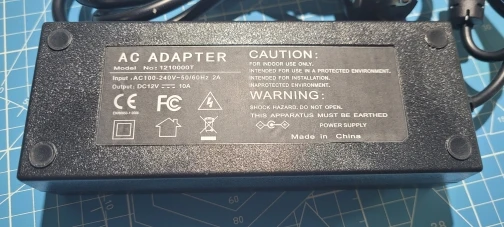 AC ADAPTER
Model No: 1210000T
Input: AC100-240V~50/60Hz 2A
Output: DC12V 10A
CAUTION:
FOR INDOOR USE ONLY.
INTENDED FOR USE IN A PROTECTED ENVIRONMENT.
INTENDED FOR INSTALLATION.
INAPROTECTED ENVIRONMENT.
WARNING:
SHOCK HAZARD, DO NOT OPEN.
THIS APPARATUS MUST BE EARTHED
POWER SUPPLY
Made in China
CE
FC